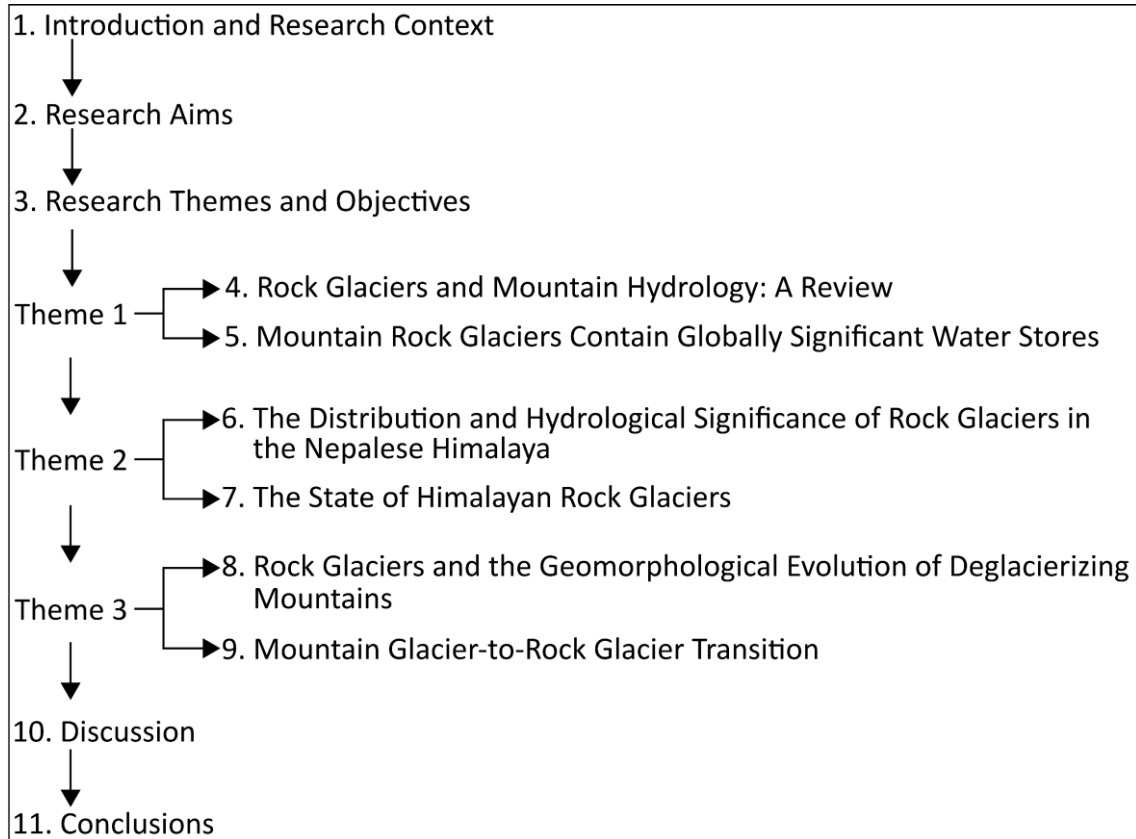 1. Introduction and Research Context
2. Research Aims
3. Research Themes and Objectives
Theme 1
4. Rock Glaciers and Mountain Hydrology: A Review
5. Mountain Rock Glaciers Contain Globally Significant Water Stores
Theme 2
6. The Distribution and Hydrological Significance of Rock Glaciers in
the Nepalese Himalaya
7. The State of Himalayan Rock Glaciers
Theme 3
8. Rock Glaciers and the Geomorphological Evolution of Deglacierizing
Mountains
9. Mountain Glacier-to-Rock Glacier Transition
10. Discussion
11. Conclusions